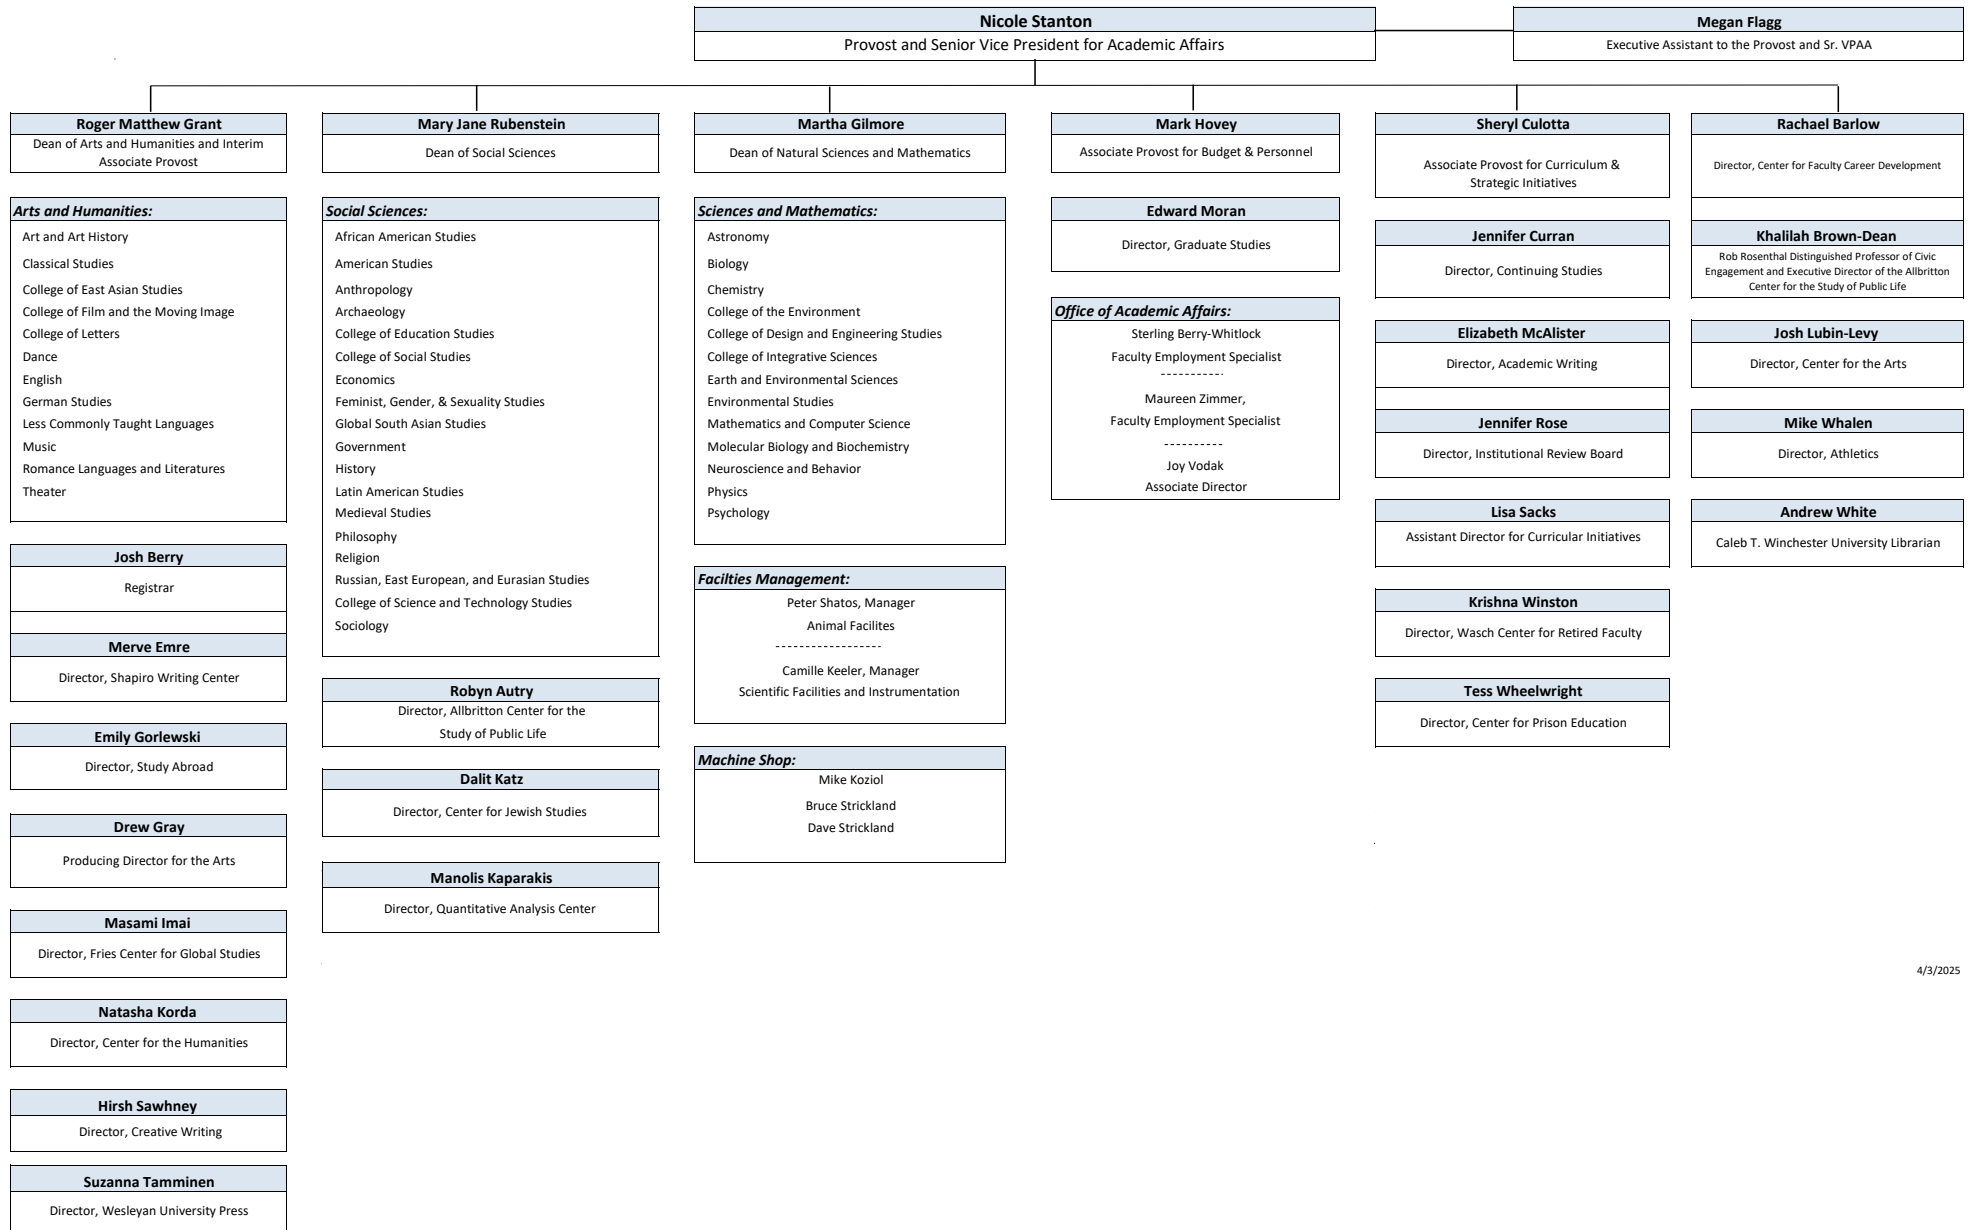 Nicole Stanton
Provost and Senior Vice President for Academic Affairs
Megan Flagg
Executive Assistant to the Provost and Sr. VPAA
Roger Matthew Grant
Dean of Arts and Humanities and Interim
Associate Provost
Arts and Humanities:
Art and Art History
Classical Studies
College of East Asian Studies
College of Film and the Moving Image
College of Letters
Dance
English
German Studies
Less Commonly Taught Languages
Music
Romance Languages and Literatures
Theater
Josh Berry
Registrar
Merve Emre
Director, Shapiro Writing Center
Emily Gorlewski
Director, Study Abroad
Drew Gray
Producing Director for the Arts
Masami Imai
Director, Fries Center for Global Studies
Natasha Korda
Director, Center for the Humanities
Hirsh Sawhney
Director, Creative Writing
Suzanna Tamminen
Director, Wesleyan University Press
Mary Jane Rubenstein
Dean of Social Sciences
Social Sciences:
African American Studies
American Studies
Anthropology
Archaeology
College of Education Studies
College of Social Studies
Economics
Feminist, Gender, & Sexuality Studies
Global South Asian Studies
Government
History
Latin American Studies
Medieval Studies
Philosophy
Religion
Russian, East European, and Eurasian Studies
College of Science and Technology Studies
Sociology
Robyn Autry
Director, Allbritton Center for the
Study of Public Life
Dalit Katz
Director, Center for Jewish Studies
Manolis Kaparakis
Director, Quantitative Analysis Center
Martha Gilmore
Dean of Natural Sciences and Mathematics
Sciences and Mathematics:
Astronomy
Biology
Chemistry
College of the Environment
College of Design and Engineering Studies
College of Integrative Sciences
Earth and Environmental Sciences
Environmental Studies
Mathematics and Computer Science
Molecular Biology and Biochemistry
Neuroscience and Behavior
Physics
Psychology
Facilties Management:
Peter Shatos, Manager
Animal Facilites
------------------
Camille Keeler, Manager
Scientific Facilities and Instrumentation
Machine Shop:
Mike Koziol
Bruce Strickland
Dave Strickland
Mark Hovey
Associate Provost for Budget & Personnel
Edward Moran
Director, Graduate Studies
Office of Academic Affairs:
Sterling Berry-Whitlock
Faculty Employment Specialist
----------
Maureen Zimmer,
Faculty Employment Specialist
----------
Joy Vodak
Associate Director
Sheryl Culotta
Associate Provost for Curriculum &
Strategic Initiatives
Jennifer Curran
Director, Continuing Studies
Elizabeth McAlister
Director, Academic Writing
Jennifer Rose
Director, Institutional Review Board
Lisa Sacks
Assistant Director for Curricular Initiatives
Krishna Winston
Director, Wasch Center for Retired Faculty
Tess Wheelwright
Director, Center for Prison Education
Rachael Barlow
Director, Center for Faculty Career Development
Khalilah Brown-Dean
Rob Rosenthal Distinguished Professor of Civic
Engagement and Executive Director of the Allbritton
Center for the Study of Public Life
Josh Lubin-Levy
Director, Center for the Arts
Mike Whalen
Director, Athletics
Andrew White
Caleb T. Winchester University Librarian
4/3/2025